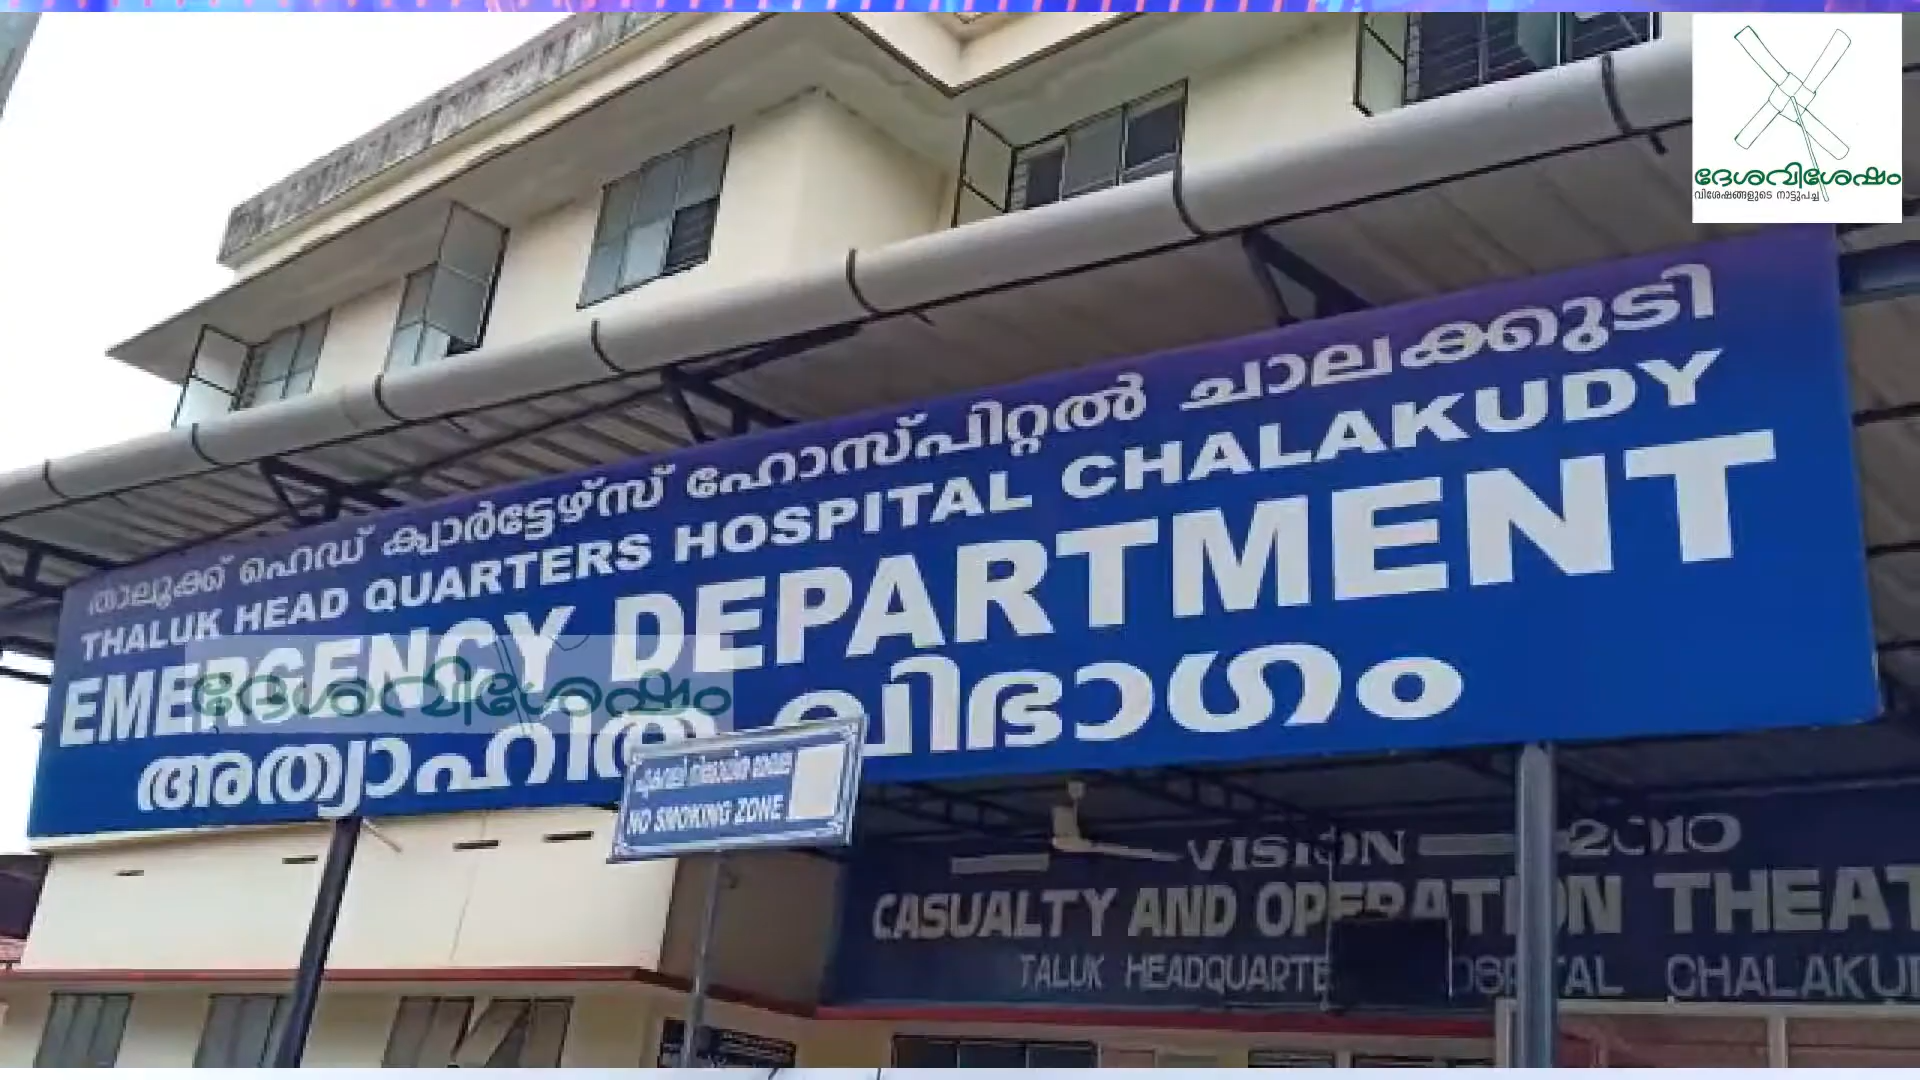 ദേശവിശേഷം
വിശേഷങ്ങളുടെ നാട്ടുപച്ച
താലൂക്ക് ഹെഡ് ക്വാർട്ടേഴ്സ് ഹോസ്പിറ്റൽ ചാലക്കുടി
THALUK HEAD QUARTERS HOSPITAL CHALAKUDY
EMERGENCY DEPARTMENT
ദേശവിശേഷം
അത്യാഹിത വിഭാഗം
NO SMOKING ZONE
VISION 2010
CASUALTY AND OPERATION THEAT
TALUK HEADQUARTE HOSPITAL CHALAKU